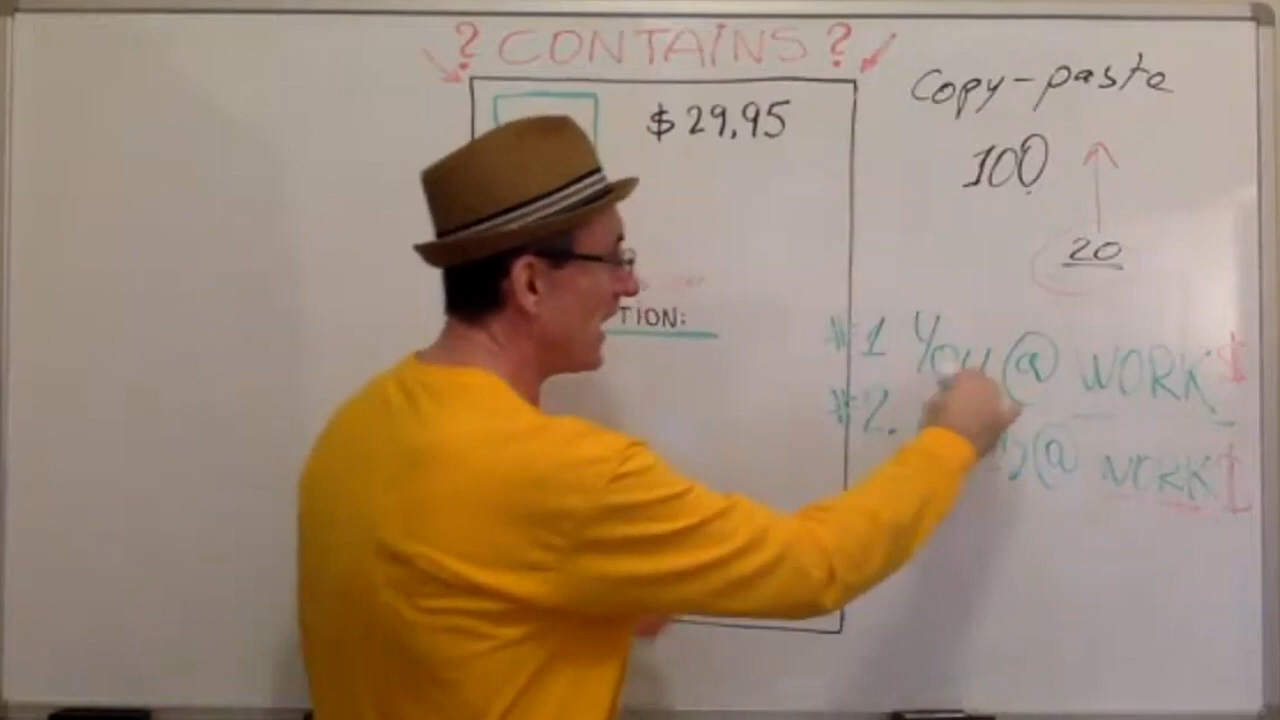 ? CONTAINS ?
$29,95
TION:
Copy-paste
100
20
#1 You @ WORK $
#2. @ WORK $